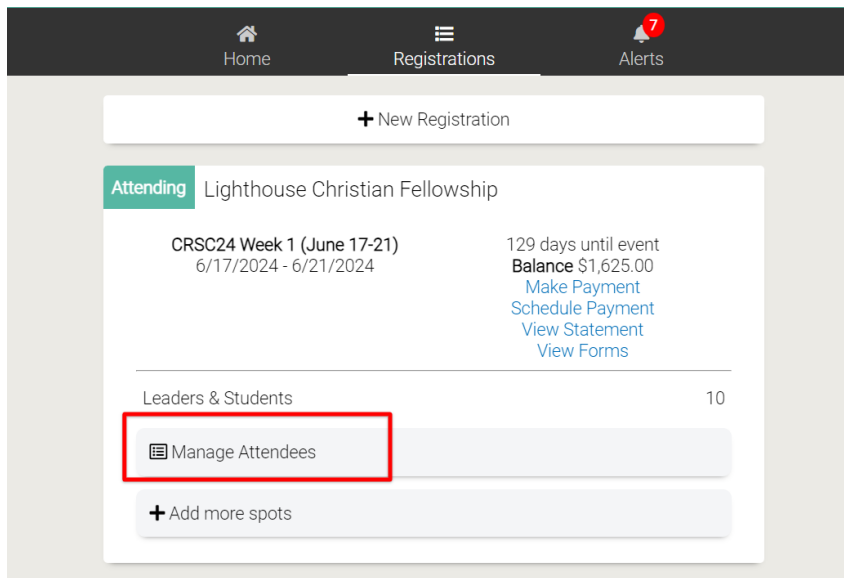 Home
Registrations
7
Alerts
New Registration
Attending
Lighthouse Christian Fellowship
CRSC24 Week 1 (June 17-21)
6/17/2024 - 6/21/2024
129 days until event
Balance $1,625.00
Make Payment
Schedule Payment
View Statement
View Forms
Leaders & Students 10
Manage Attendees
Add more spots